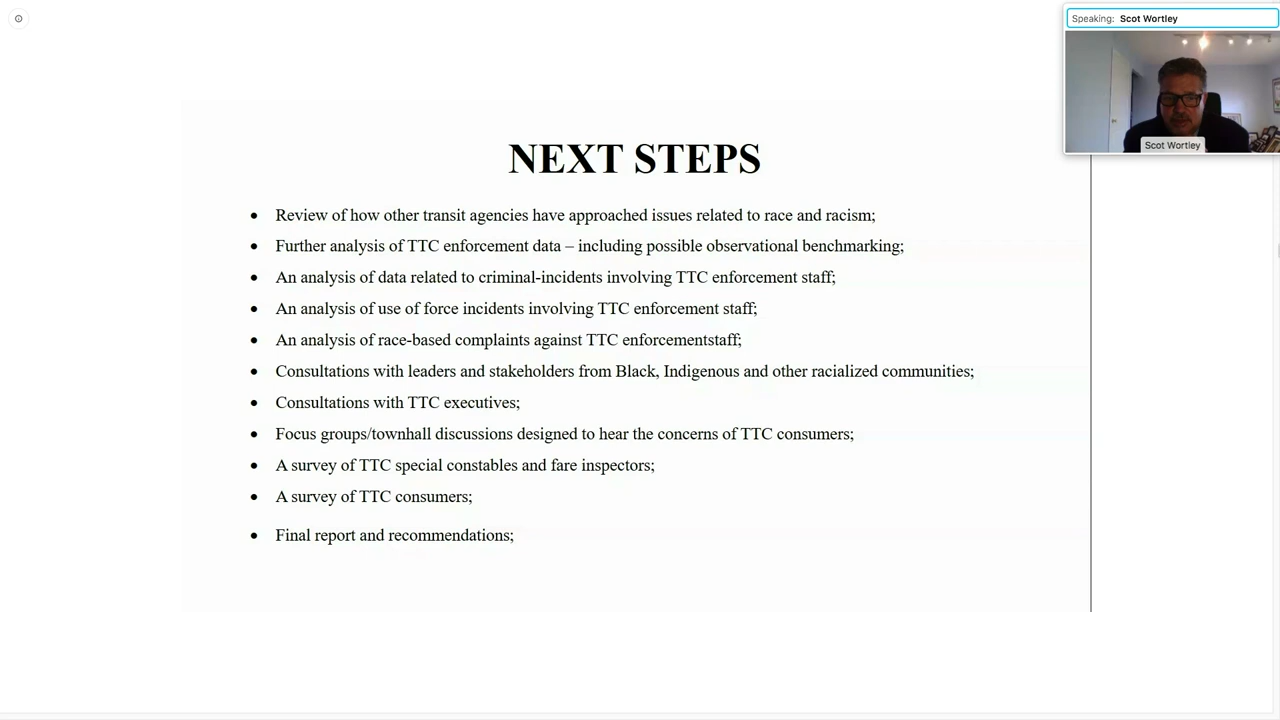 Speaking: Scot Wortley
Scot Wortley
NEXT STEPS
• Review of how other transit agencies have approached issues related to race and racism;
• Further analysis of TTC enforcement data – including possible observational benchmarking;
• An analysis of data related to criminal-incidents involving TTC enforcement staff;
• An analysis of use of force incidents involving TTC enforcement staff;
• An analysis of race-based complaints against TTC enforcementstaff;
• Consultations with leaders and stakeholders from Black, Indigenous and other racialized communities;
• Consultations with TTC executives;
• Focus groups/townhall discussions designed to hear the concerns of TTC consumers;
• A survey of TTC special constables and fare inspectors;
• A survey of TTC consumers;
• Final report and recommendations;